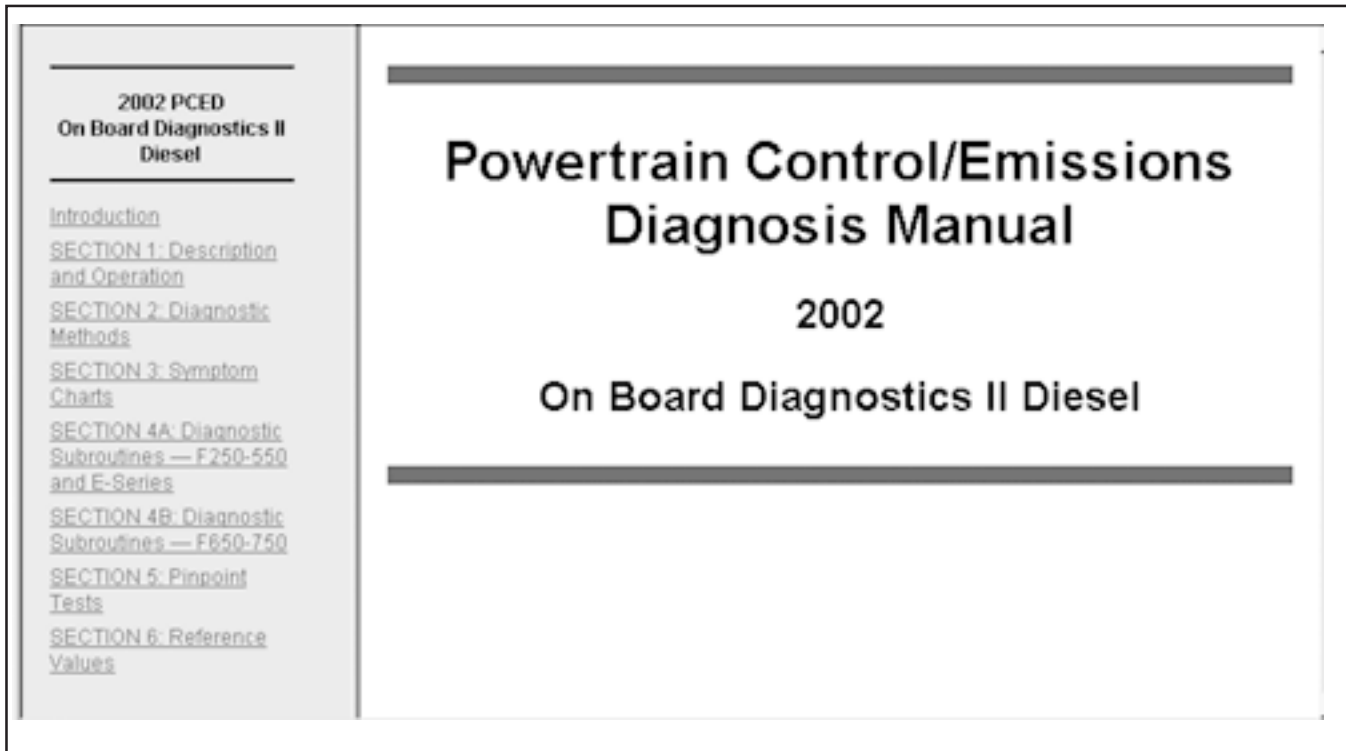 2002 PCED
On Board Diagnostics II
Diesel
Introduction
SECTION 1: Description
and Operation
SECTION 2: Diagnostic
Methods
SECTION 3: Symptom
Charts
SECTION 4A: Diagnostic
Subroutines — F250-550
and E-Series
SECTION 4B: Diagnostic
Subroutines — F650-750
SECTION 5: Pinpoint
Tests
SECTION 6: Reference
Values
Powertrain Control/Emissions
Diagnosis Manual
2002
On Board Diagnostics II Diesel